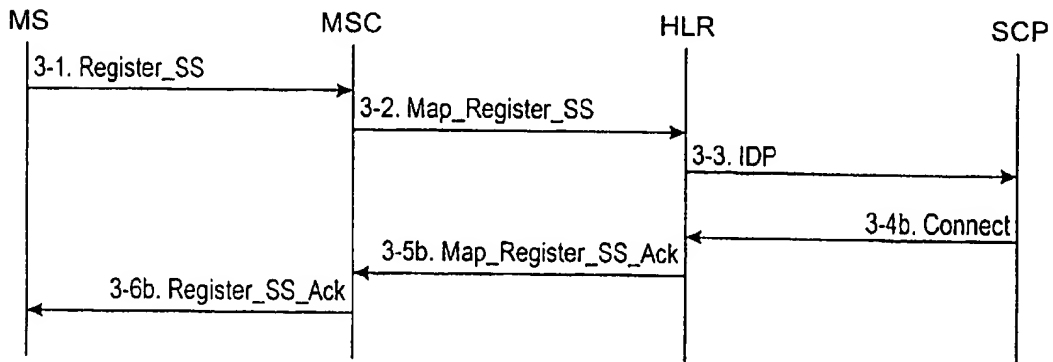 MS
MSC
HLR
SCP
3-1. Register_SS
3-2. Map_Register_SS
3-3. IDP
3-4b. Connect
3-5b. Map_Register_SS_Ack
3-6b. Register_SS_Ack